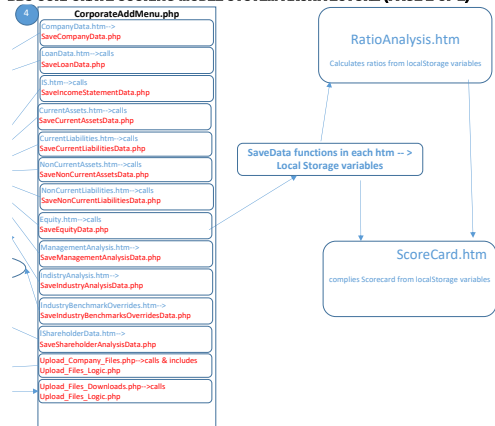 4
CorporateAddMenu.php
CompanyData.htm-->
SaveCompanyData.php
LoanData.htm-->calls
SaveLoanData.php
IS.htm-->calls
SaveIncomeStatementData.php
CurrentAssets.htm-->calls
SaveCurrentAssetsData.php
CurrentLiabilities.htm-->calls
SaveCurrentLiabilitiesData.php
NonCurrentAssets.htm-->calls
SaveNonCurrentAssetsData.php
NonCurrentLiabilities.htm-->calls
SaveNonCurrentLiabilitiesData.php
Equity.htm-->calls
SaveEquityData.php
ManagementAnalysis.htm-->
SaveManagementAnalysisData.php
IndistryAnalysis.htm-->
SaveIndustryAnalysisData.php
IndustryBenchmarkOverrides.htm-->
SaveIndustryBenchmarksOverridesData.php
IShareholderData.htm-->
SaveShareholderAnalysisData.php
Upload_Company_Files.php-->calls & includes
Upload_Files_Logic.php
Upload_Files_Downloads.php-->calls
Upload_Files_Logic.php
SaveData functions in each htm -- >
Local Storage variables
RatioAnalysis.htm
Calculates ratios from localStorage variables
ScoreCard.htm
complies Scorecard from localStorage variables